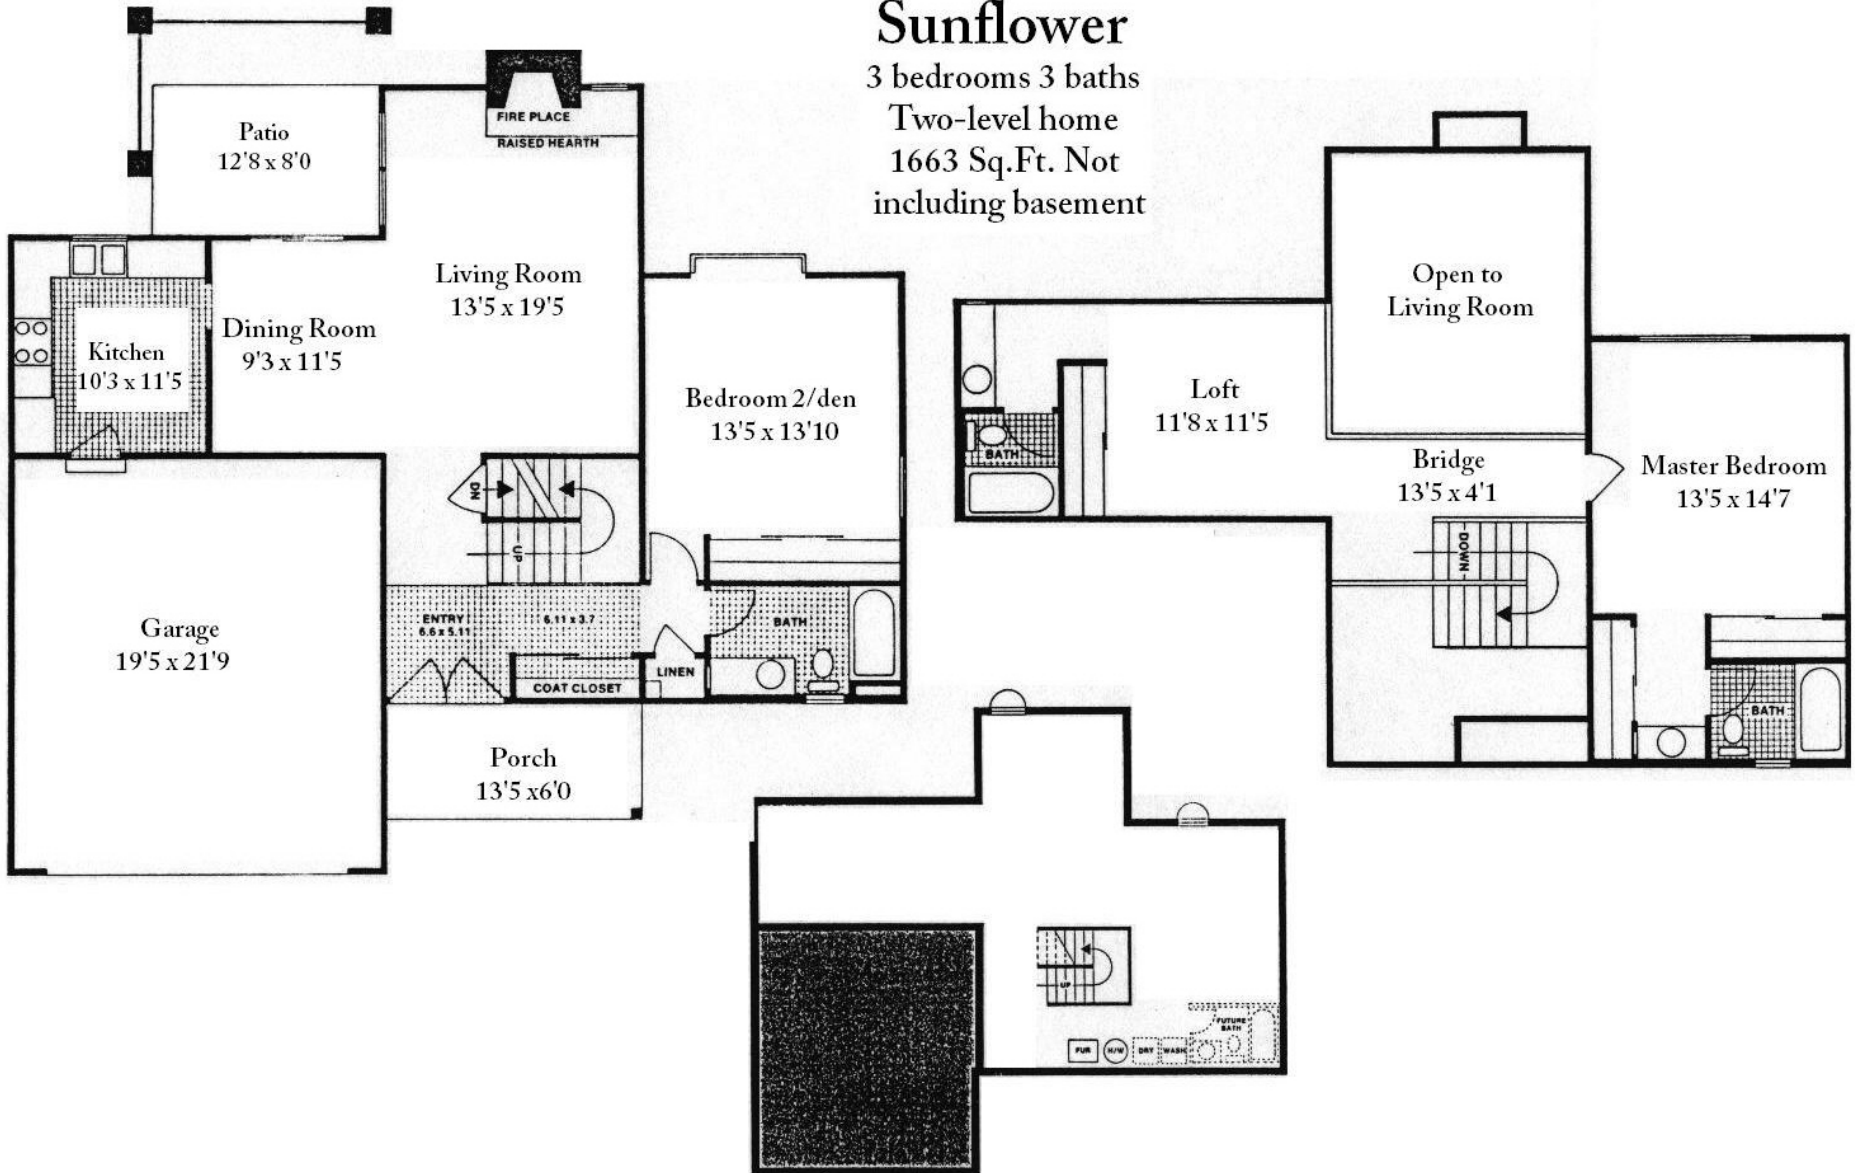 Sunflower
3 bedrooms 3 baths
Two-level home
1663 Sq.Ft. Not
including basement
Patio
12'8 x 8'0
FIRE PLACE
RAISED HEARTH
Living Room
13'5 x 19'5
Dining Room
9'3 x 11'5
Kitchen
10'3 x 11'5
Bedroom 2/den
13'5 x 13'10
DN
UP
Garage
19'5 x 21'9
ENTRY
6.6 x 5.11
6.11 x 3.7
BATH
LINEN
COAT CLOSET
Porch
13'5 x6'0
Open to
Living Room
Loft
11'8 x 11'5
BATH
Bridge
13'5 x 4'1
Master Bedroom
13'5 x 14'7
DOWN
BATH
UP
FUTURE
BATH
FUR
H/W
DRY
WASH